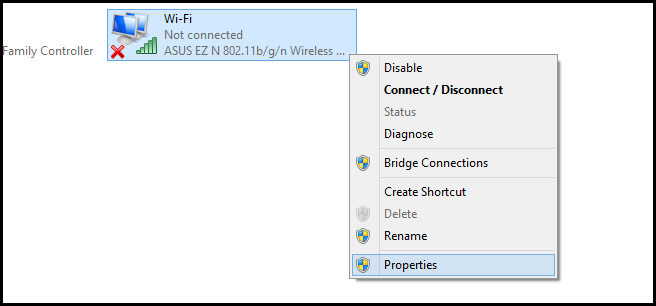 Wi-Fi
Not connected
Family Controller
ASUS EZ N 802.11b/g/n Wireless ...
Disable
Connect / Disconnect
Status
Diagnose
Bridge Connections
Create Shortcut
Delete
Rename
Properties